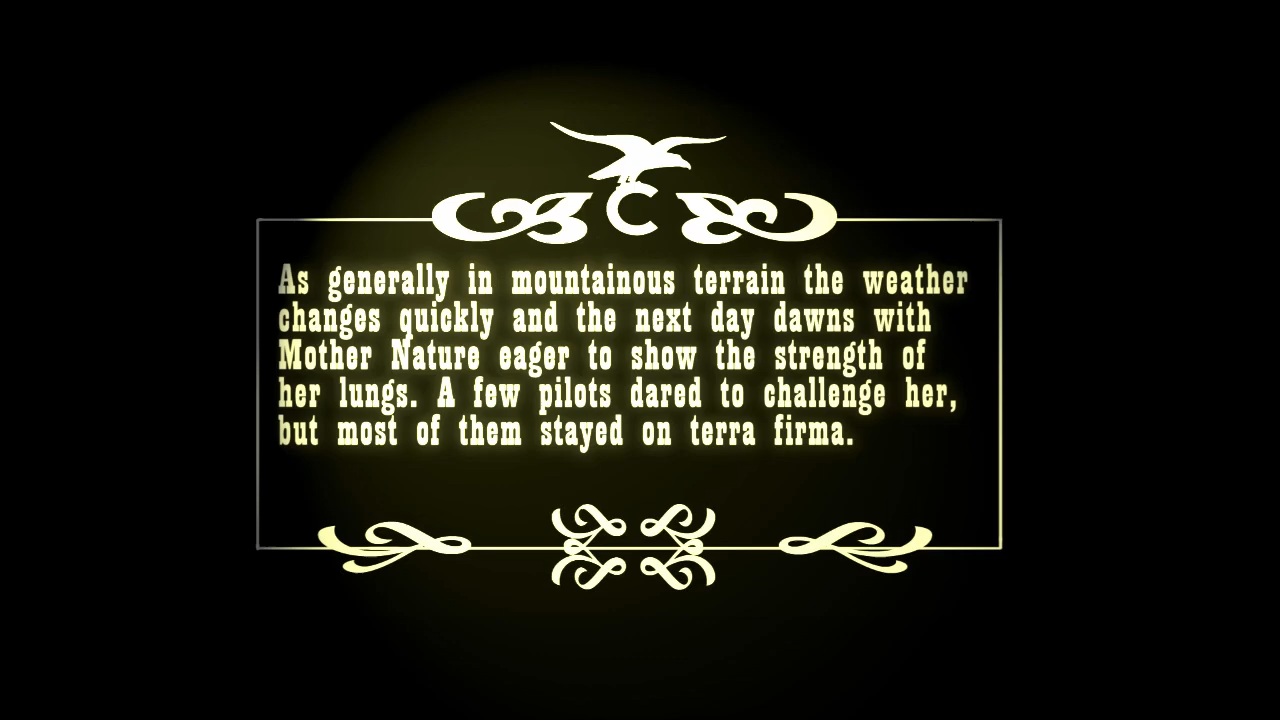 C
As generally in mountainous terrain the weather
changes quickly and the next day dawns with
Mother Nature eager to show the strength of
her lungs. A few pilots dared to challenge her,
but most of them stayed on terra firma.